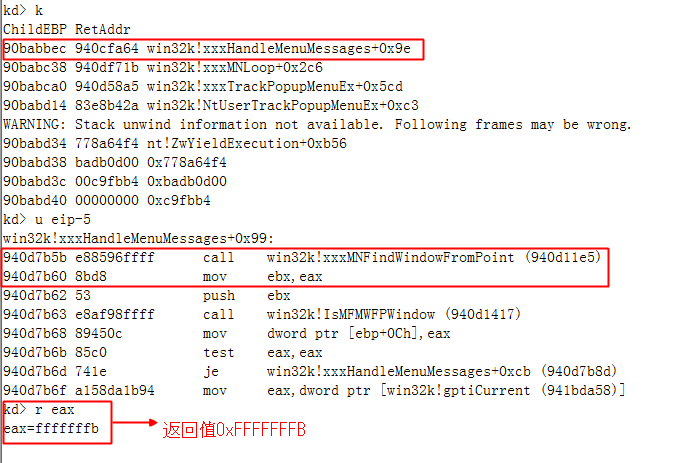 kd> k
ChildEBP RetAddr
90babbec 940cfa64 win32k!xxxHandleMenuMessages+0x9e
90babc38 940df71b win32k!xxxMNLoop+0x2c6
90babca0 940d58a5 win32k!xxxTrackPopupMenuEx+0x5cd
90babd14 83e8b42a win32k!NtUserTrackPopupMenuEx+0xc3
WARNING: Stack unwind information not available. Following frames may be wrong.
90babd34 778a64f4 nt!ZwYieldExecution+0xb56
90babd38 badb0d00 0x778a64f4
90babd3c 00c9fbb4 0xbadb0d00
90babd40 00000000 0xc9fbb4
kd> u eip-5
win32k!xxxHandleMenuMessages+0x99:
940d7b5b e88596ffff call win32k!xxxMNFindWindowFromPoint (940d11e5)
940d7b60 8bd8 mov ebx,eax
940d7b62 53 push ebx
940d7b63 e8af98ffff call win32k!IsMFMWFPWindow (940d1417)
940d7b68 89450c mov dword ptr [ebp+0Ch],eax
940d7b6b 85c0 test eax,eax
940d7b6d 741e je win32k!xxxHandleMenuMessages+0xcb (940d7b8d)
940d7b6f a158da1b94 mov eax,dword ptr [win32k!gptiCurrent (941bda58)]
kd> r eax
eax=fffffffb
返回值0xFFFFFFFB